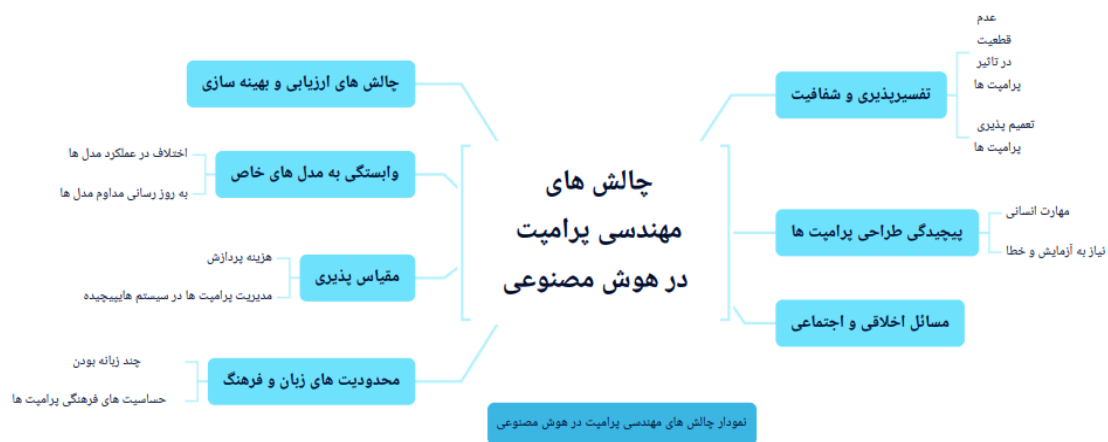 چالش های
مهندسی پرامپت
در هوش مصنوعی
تفسیرپذیری و شفافیت
عدم
قطعیت
در تاثیر
پرامپت ها
تعمیم پذیری
پرامپت ها
پیچیدگی طراحی پرامپت ها
مهارت انسانی
نیاز به آزمایش و خطا
مسائل اخلاقی و اجتماعی
چالش های ارزیابی و بهینه سازی
وابستگی به مدل های خاص
اختلاف در عملکرد مدل ها
به روز رسانی مداوم مدل ها
مقیاس پذیری
هزینه پردازش
مدیریت پرامپت ها در سیستم هایپیچیده
محدودیت های زبان و فرهنگ
چند زبانه بودن
حساسیت های فرهنگی پرامپت ها
نمودار چالش های مهندسی پرامپت در هوش مصنوعی